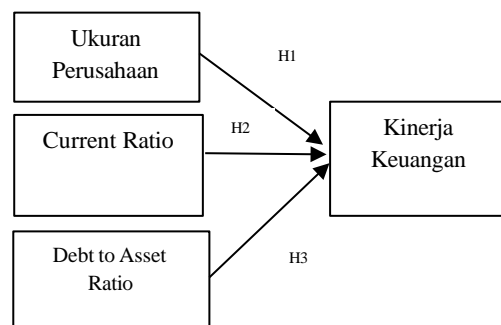 Ukuran
Perusahaan
H1
Current Ratio
H2
Kinerja
Keuangan
Debt to Asset
Ratio
H3